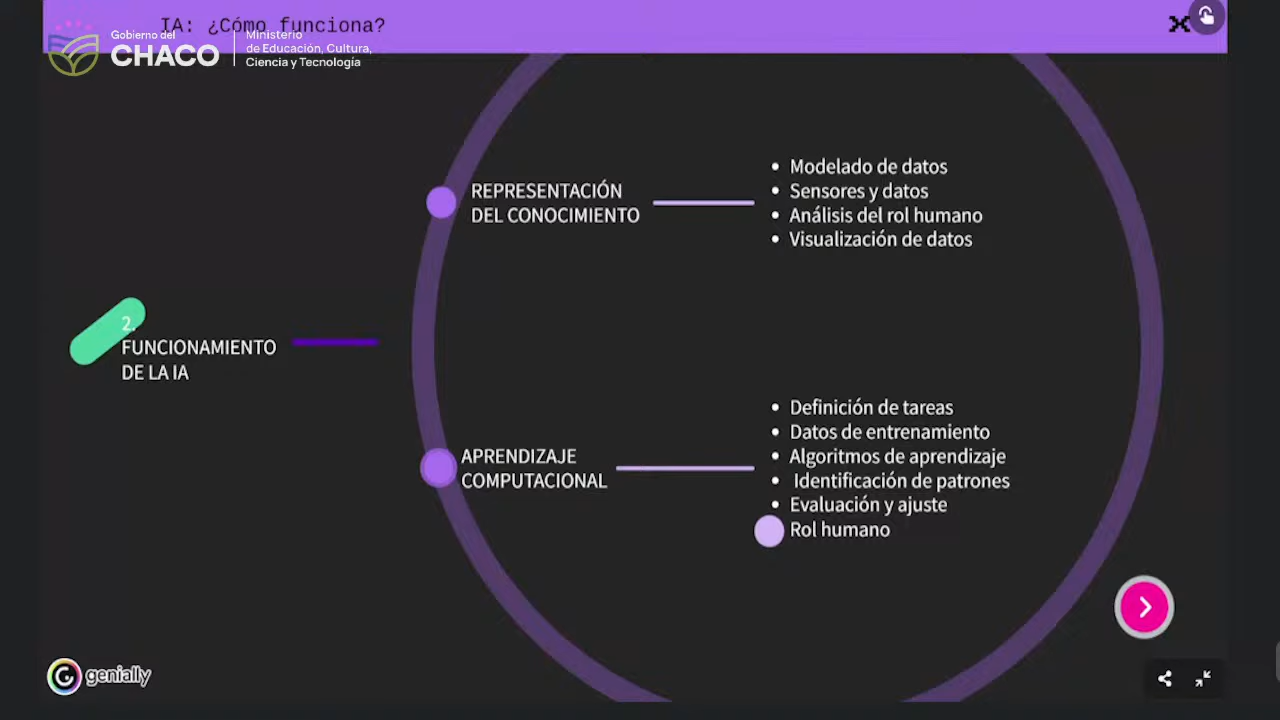 IA: ¿Cómo funciona?
Gobierno del
CHACO
Ministerio
de Educación, Cultura,
Ciencia y Tecnología
REPRESENTACIÓN
DEL CONOCIMIENTO
• Modelado de datos
• Sensores y datos
• Análisis del rol humano
• Visualización de datos
2.
FUNCIONAMIENTO
DE LA IA
APRENDIZAJE
COMPUTACIONAL
• Definición de tareas
• Datos de entrenamiento
• Algoritmos de aprendizaje
• Identificación de patrones
• Evaluación y ajuste
Rol humano
genially